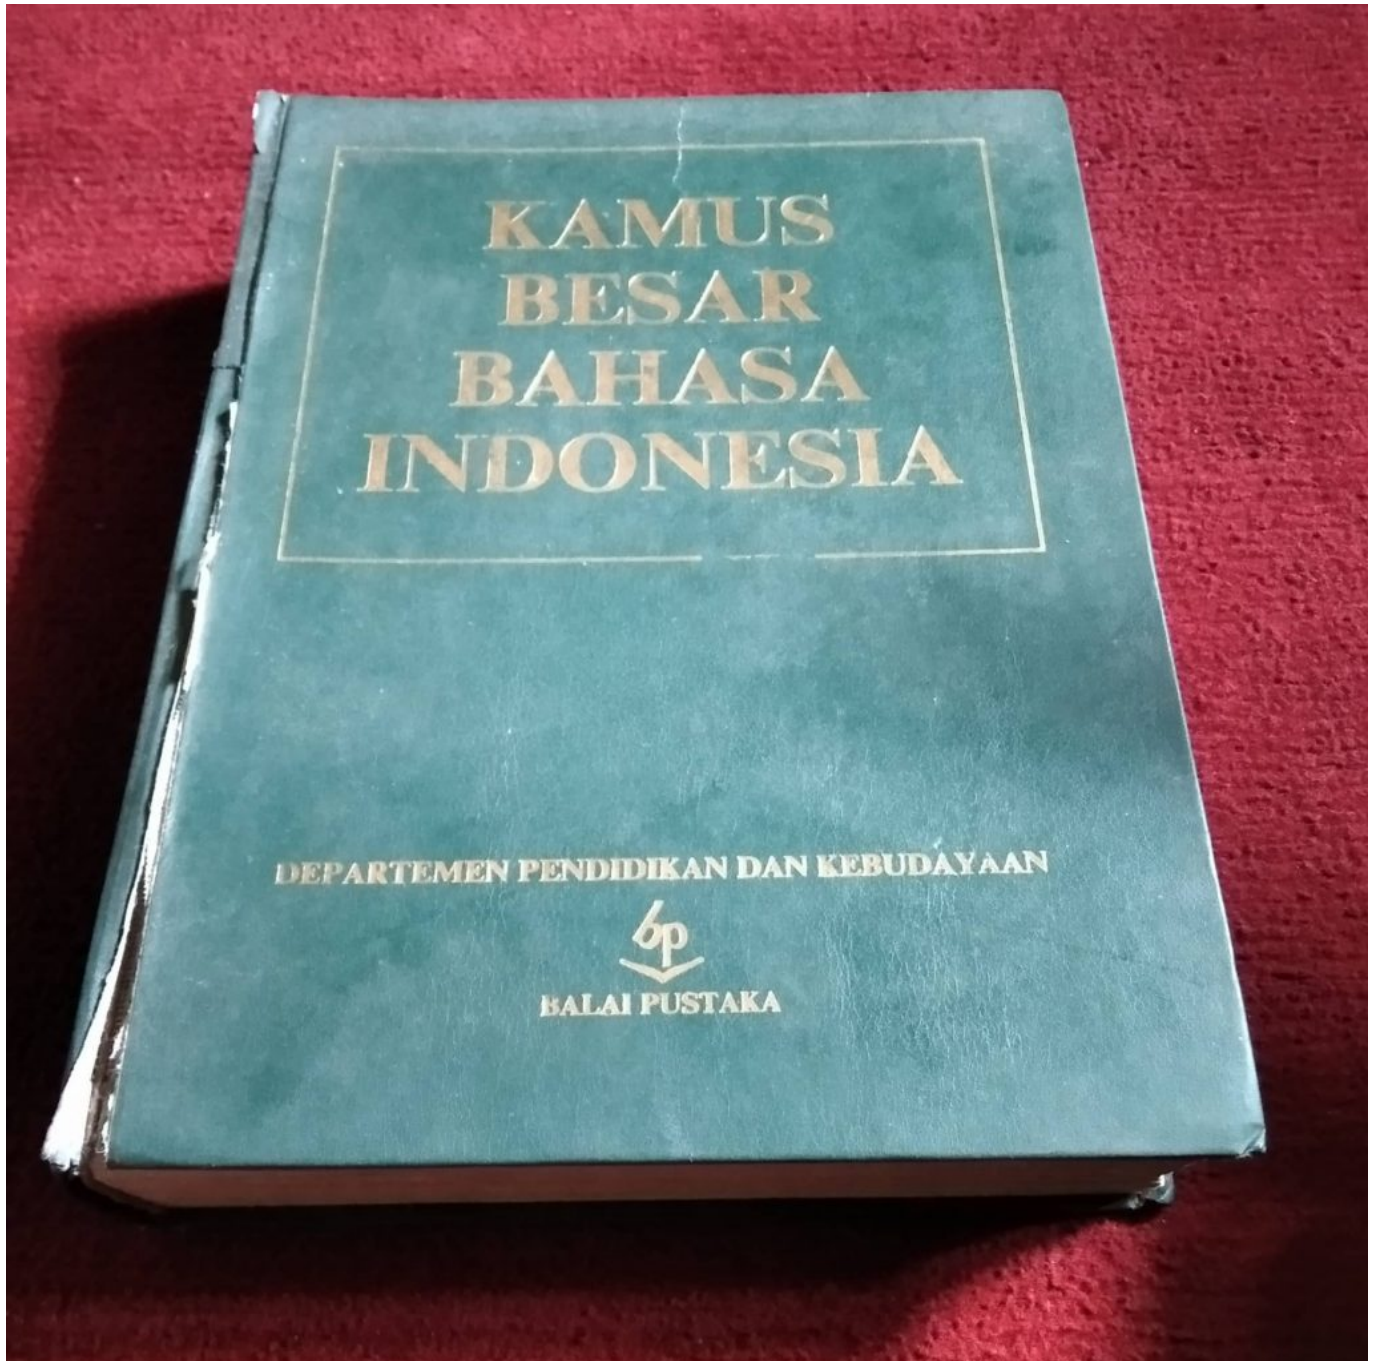 KAMUS
BESAR
BAHASA
INDONESIA
DEPARTEMEN PENDIDIKAN DAN KEBUDAYAAN
bp
BALAI PUSTAKA